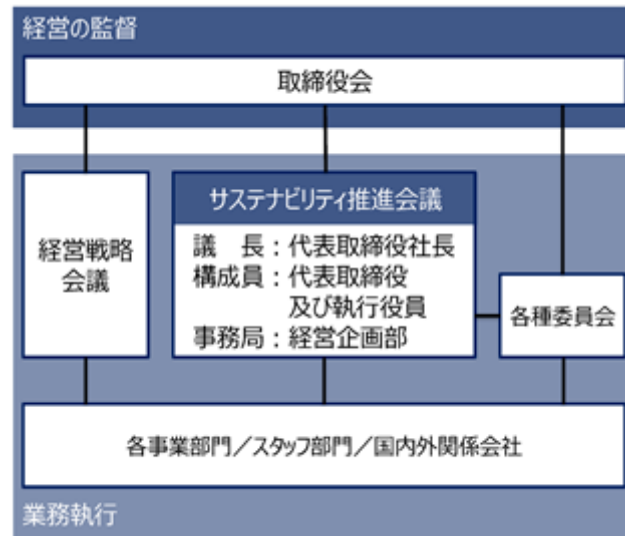 経営の監督
取締役会
経営戦略
会議
サステナビリティ推進会議
議　長：代表取締役社長
構成員：代表取締役
及び執行役員
事務局：経営企画部
各種委員会
各事業部門／スタッフ部門／国内外関係会社
業務執行